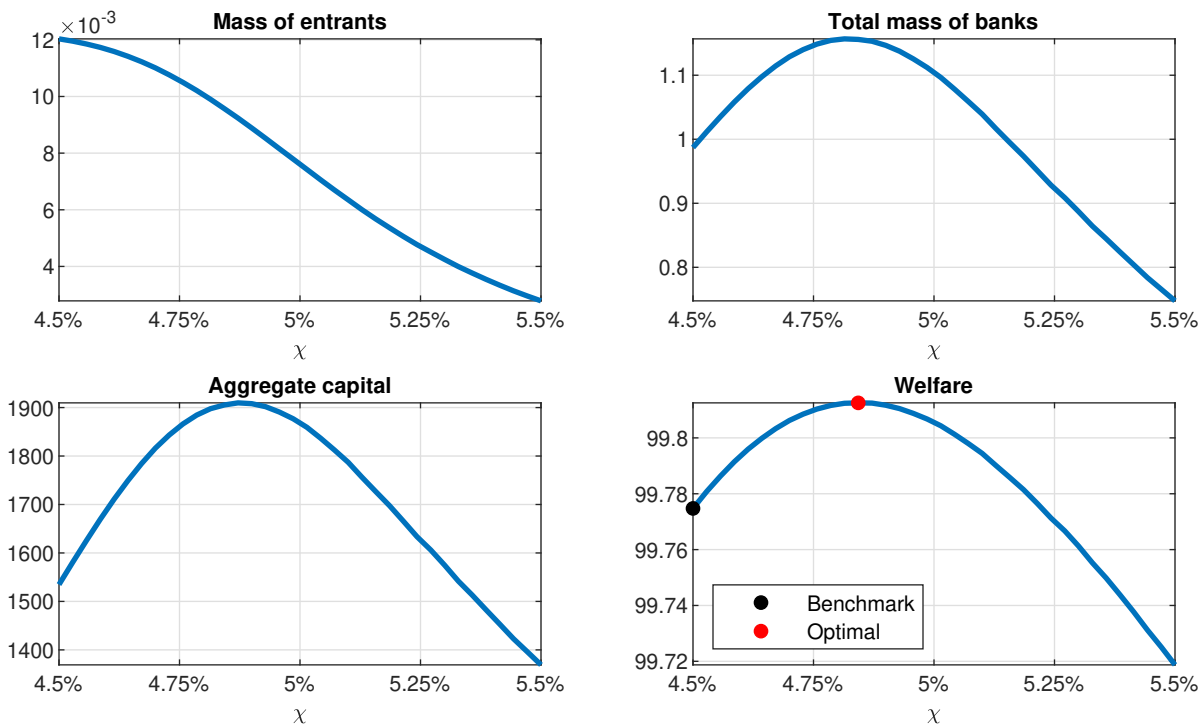 Mass of entrants
×10⁻³
12
10
8
6
4
4.5% 4.75% 5% 5.25% 5.5%
χ
Total mass of banks
1.1
1
0.9
0.8
4.5% 4.75% 5% 5.25% 5.5%
χ
Aggregate capital
1900
1800
1700
1600
1500
1400
4.5% 4.75% 5% 5.25% 5.5%
χ
Welfare
99.8
99.78
99.76
99.74
99.72
Benchmark
Optimal
4.5% 4.75% 5% 5.25% 5.5%
χ